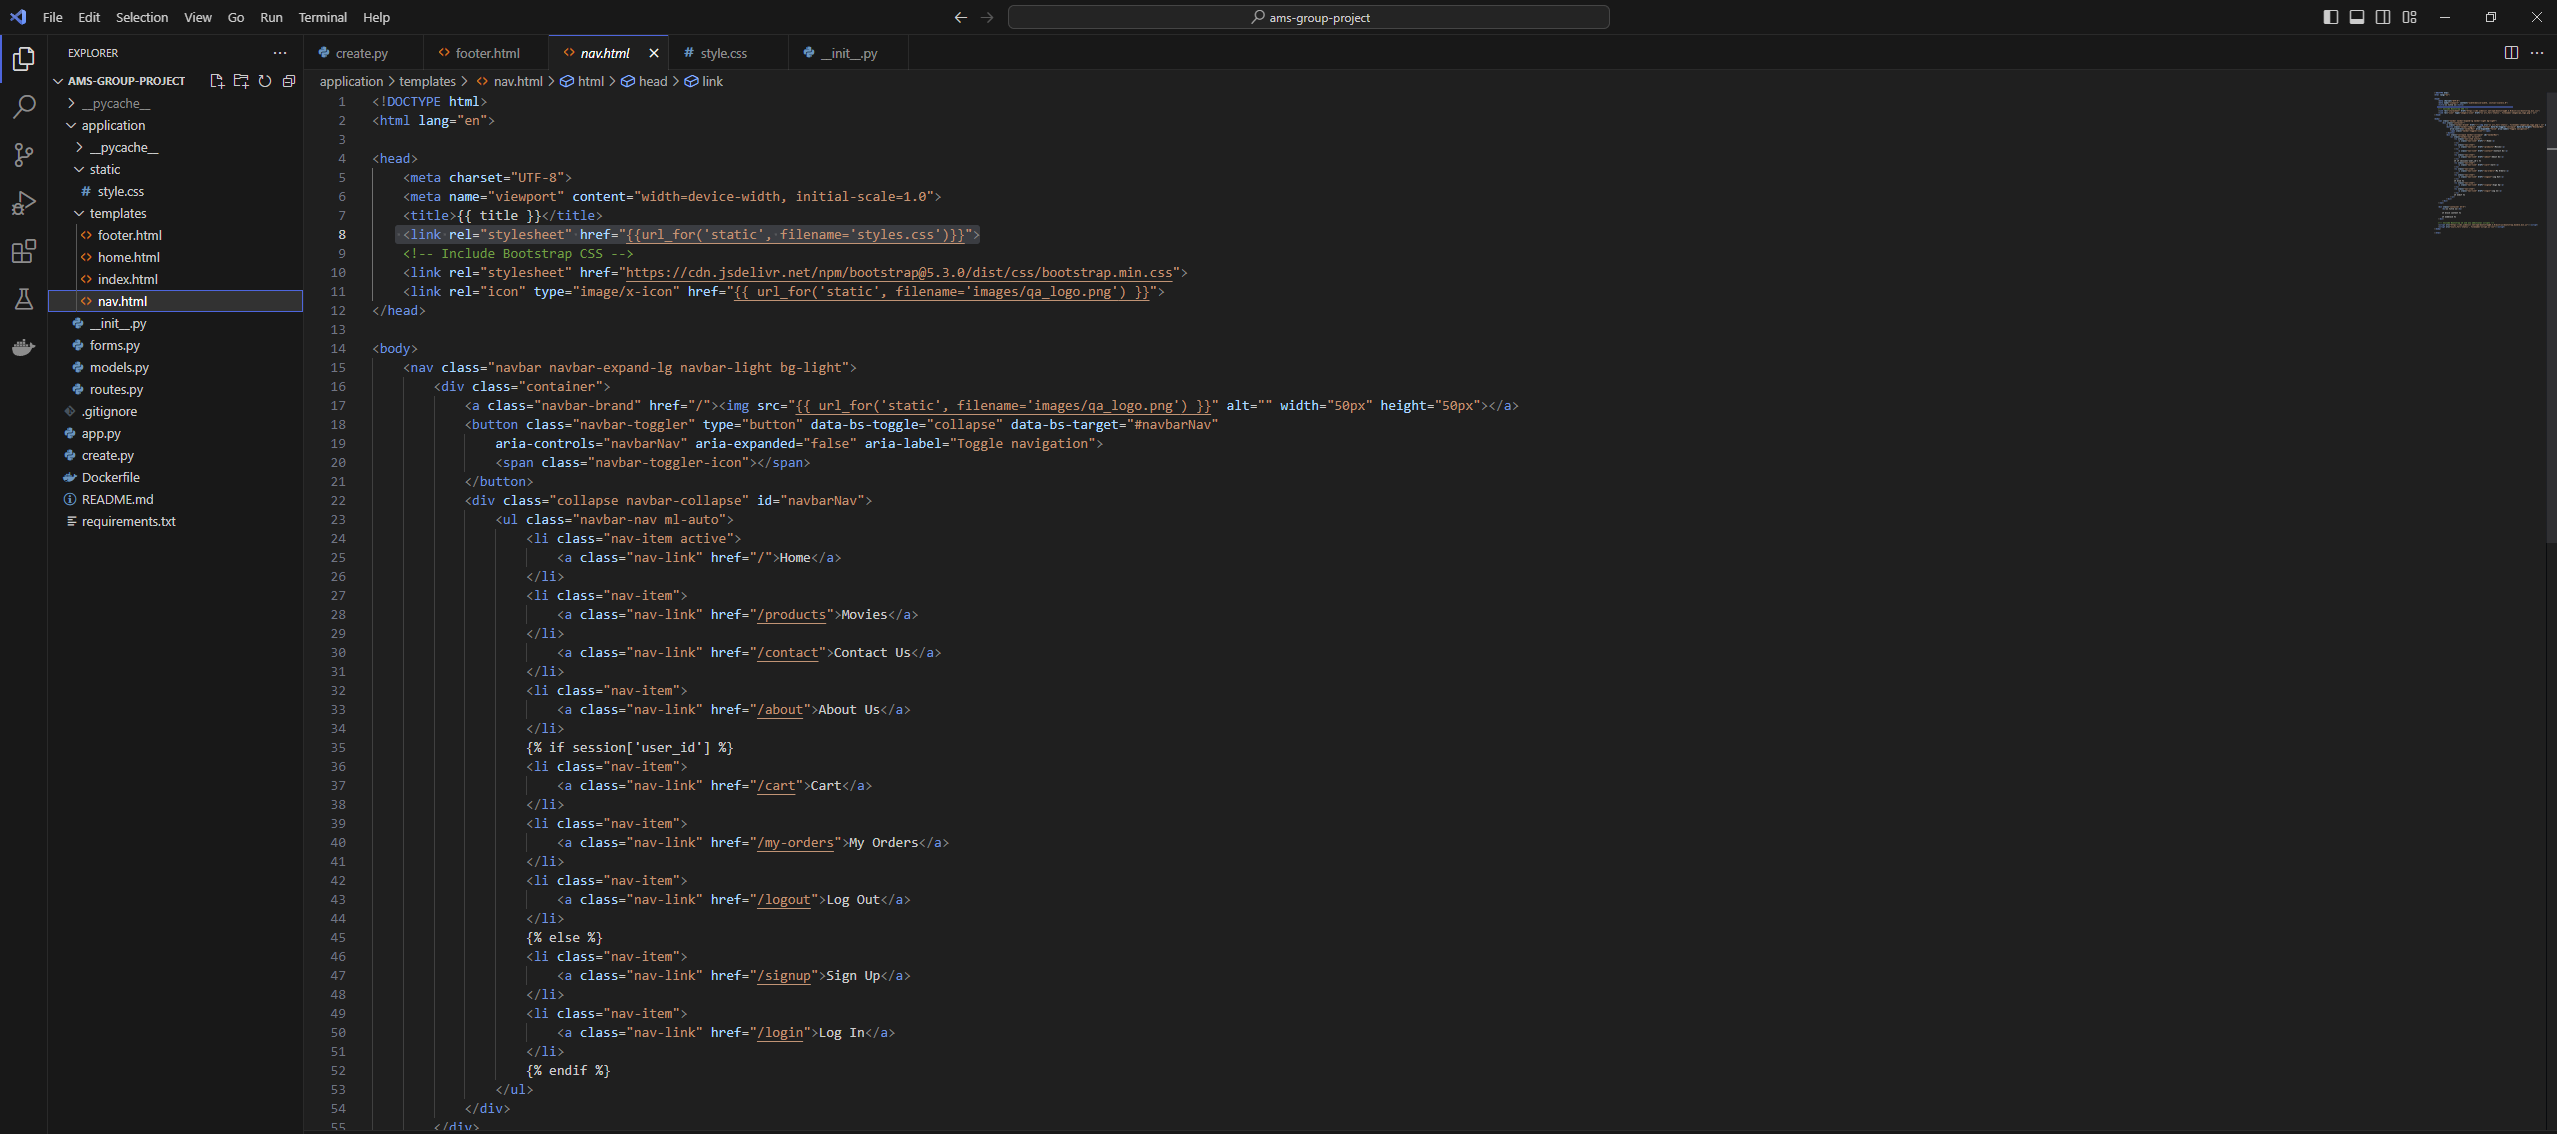 File Edit Selection View Go Run Terminal Help
ams-group-project
EXPLORER
AMS-GROUP-PROJECT
__pycache__
application
__pycache__
static
style.css
templates
footer.html
home.html
index.html
nav.html
__init__.py
forms.py
models.py
routes.py
.gitignore
app.py
create.py
Dockerfile
README.md
requirements.txt
create.py footer.html nav.html style.css __init__.py
application > templates > nav.html > html > head > link
1 <!DOCTYPE html>
2 <html lang="en">
3
4 <head>
5 <meta charset="UTF-8">
6 <meta name="viewport" content="width=device-width, initial-scale=1.0">
7 <title>{{ title }}</title>
8 <link rel="stylesheet" href="{{url_for('static', filename='styles.css')}}">
9 <!-- Include Bootstrap CSS -->
10 <link rel="stylesheet" href="https://cdn.jsdelivr.net/npm/bootstrap@5.3.0/dist/css/bootstrap.min.css">
11 <link rel="icon" type="image/x-icon" href="{{ url_for('static', filename='images/qa_logo.png') }}">
12 </head>
13
14 <body>
15 <nav class="navbar navbar-expand-lg navbar-light bg-light">
16 <div class="container">
17 <a class="navbar-brand" href="/"><img src="{{ url_for('static', filename='images/qa_logo.png') }}" alt="" width="50px" height="50px"></a>
18 <button class="navbar-toggler" type="button" data-bs-toggle="collapse" data-bs-target="#navbarNav"
19 aria-controls="navbarNav" aria-expanded="false" aria-label="Toggle navigation">
20 <span class="navbar-toggler-icon"></span>
21 </button>
22 <div class="collapse navbar-collapse" id="navbarNav">
23 <ul class="navbar-nav ml-auto">
24 <li class="nav-item active">
25 <a class="nav-link" href="/">Home</a>
26 </li>
27 <li class="nav-item">
28 <a class="nav-link" href="/products">Movies</a>
29 </li>
30 <a class="nav-link" href="/contact">Contact Us</a>
31 </li>
32 <li class="nav-item">
33 <a class="nav-link" href="/about">About Us</a>
34 </li>
35 {% if session['user_id'] %}
36 <li class="nav-item">
37 <a class="nav-link" href="/cart">Cart</a>
38 </li>
39 <li class="nav-item">
40 <a class="nav-link" href="/my-orders">My Orders</a>
41 </li>
42 <li class="nav-item">
43 <a class="nav-link" href="/logout">Log Out</a>
44 </li>
45 {% else %}
46 <li class="nav-item">
47 <a class="nav-link" href="/signup">Sign Up</a>
48 </li>
49 <li class="nav-item">
50 <a class="nav-link" href="/login">Log In</a>
51 </li>
52 {% endif %}
53 </ul>
54 </div>
55 </div>